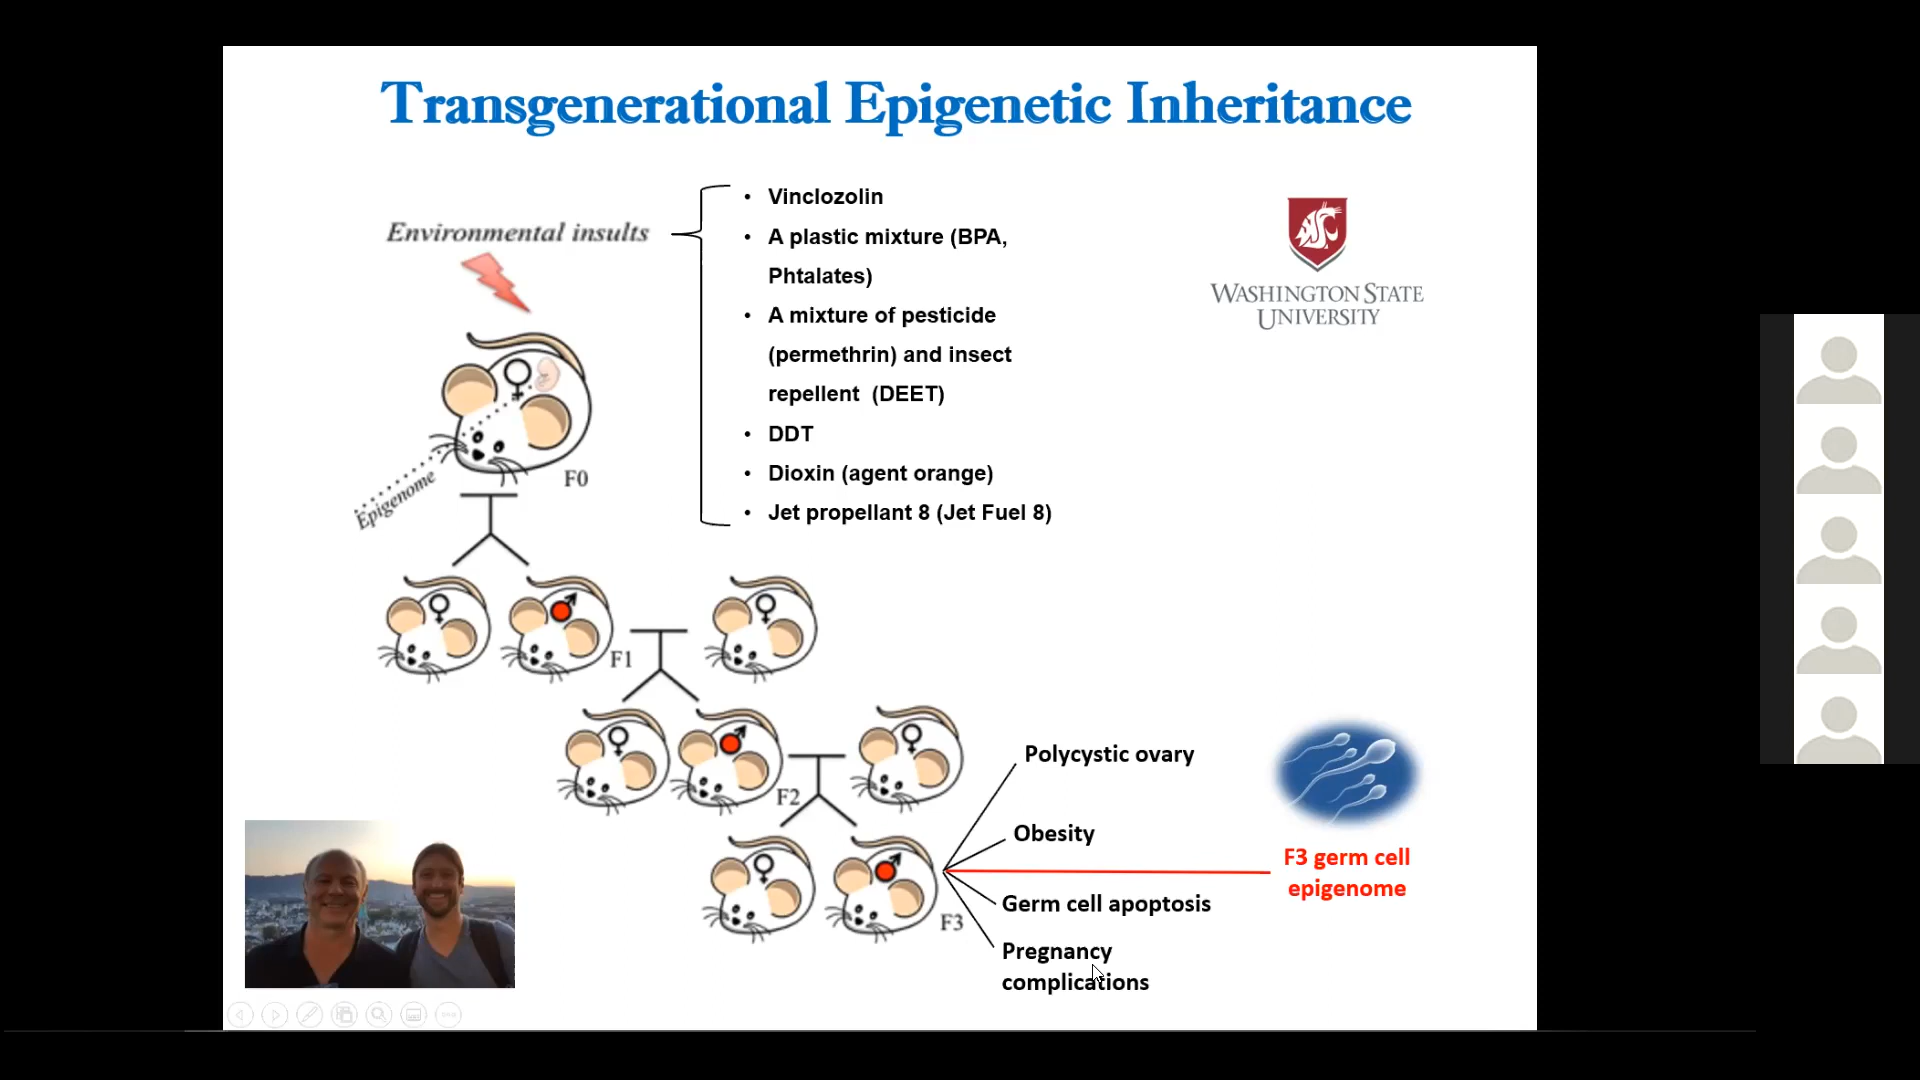 Transgenerational Epigenetic Inheritance
Environmental insults
• Vinclozolin
• A plastic mixture (BPA,
Phtalates)
• A mixture of pesticide
(permethrin) and insect
repellent (DEET)
• DDT
• Dioxin (agent orange)
• Jet propellant 8 (Jet Fuel 8)
WASHINGTON STATE
UNIVERSITY
F0
Epigenome
F1
F2
F3
Polycystic ovary
Obesity
Germ cell apoptosis
Pregnancy
complications
F3 germ cell
epigenome